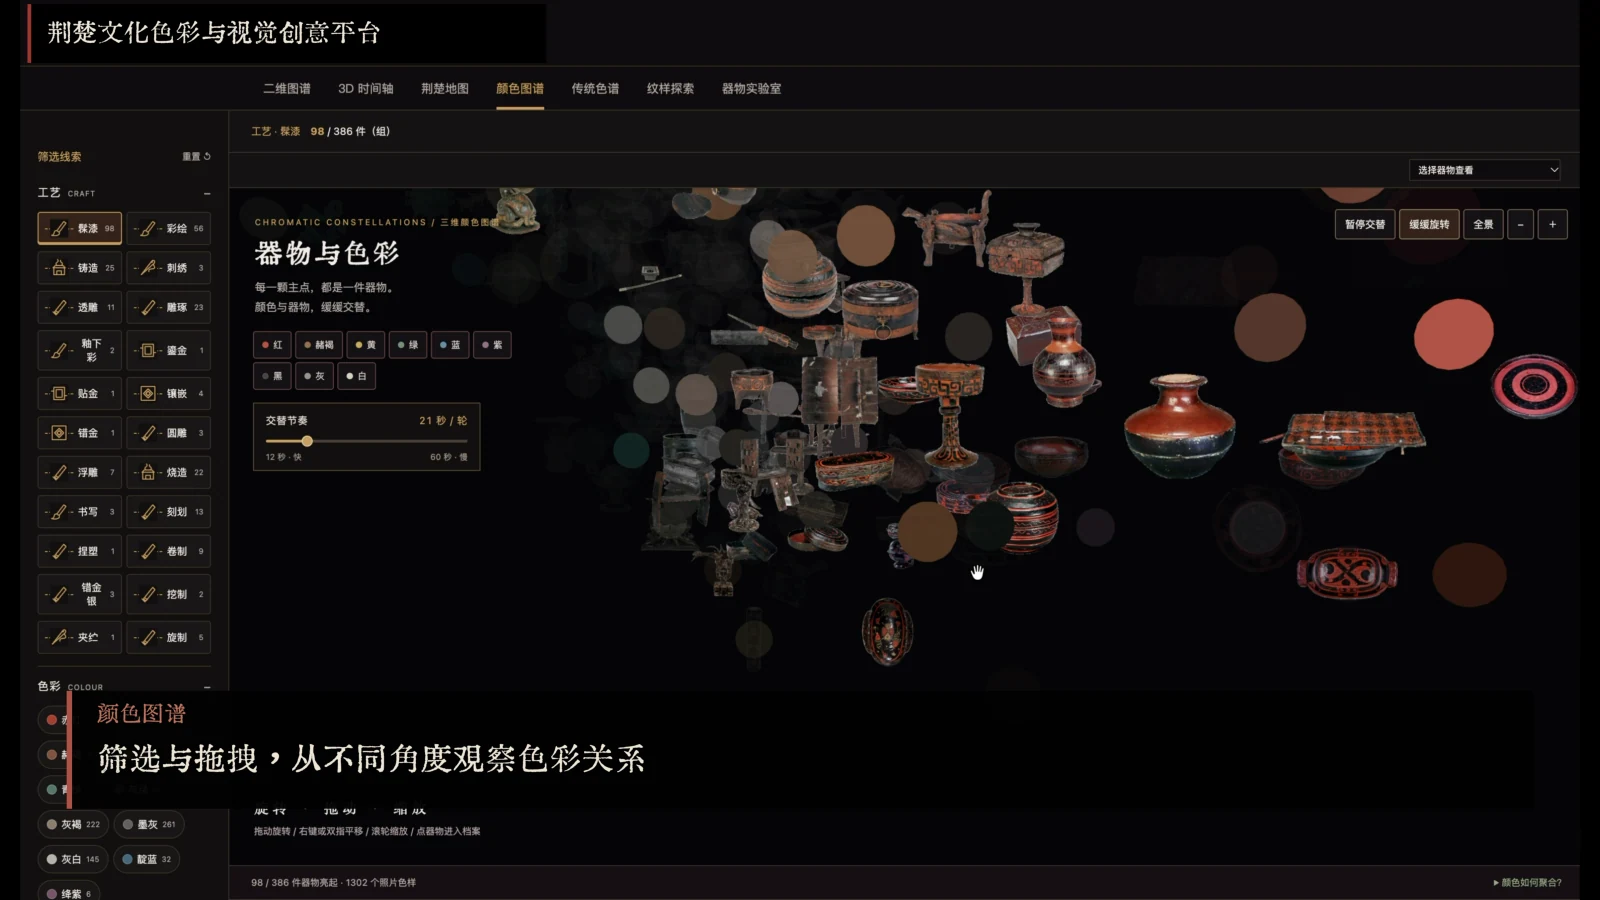 荆楚文化色彩与视觉创意平台
二维图谱 3D 时间轴 荆楚地图 颜色图谱 传统色谱 纹样探索 器物实验室
工艺 · 髹漆 98 / 386 件（组）
筛选线索 重置
选择器物查看
工艺 CRAFT
髹漆 98 彩绘 66
铸造 25 刺绣 3
透雕 11 雕琢 23
釉下彩 2 鎏金 1
贴金 1 镶嵌 4
错金 1 圆雕 3
浮雕 7 烧造 22
书写 3 刻划 13
捏塑 1 卷制 9
错金银 3 挖制 2
夹纻 1 旋制 5
色彩 COLOUR
灰褐 222 墨灰 261
灰白 145 靛蓝 32
绛紫 6
CHROMATIC CONSTELLATIONS / 三维颜色图谱
器物与色彩
每一颗主点，都是一件器物。
颜色与器物，缓缓交替。
红 赭褐 黄 绿 蓝 紫
黑 灰 白
交替节奏 21 秒 / 轮
12 秒 · 快 60 秒 · 慢
暂停交替 缓缓旋转 全景 − +
颜色图谱
筛选与拖拽，从不同角度观察色彩关系
旋转 · 拖动 · 缩放
拖动旋转 / 右键或双指平移 / 滚轮缩放 / 点器物进入档案
98 / 386 件器物亮起 · 1302 个照片色样
颜色如何聚合?